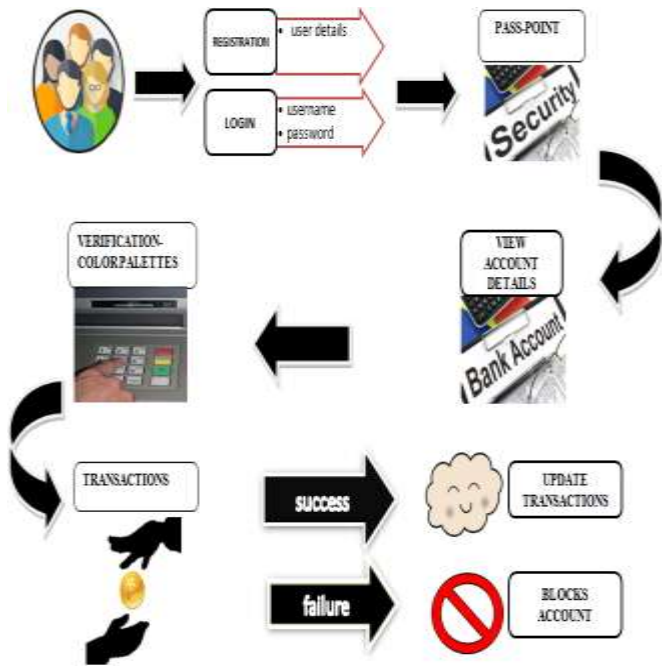 REGISTRATION
• user details
LOGIN
• username
• password
PASS-POINT
Security
VERIFICATION-
COLORPALETTES
VIEW
ACCOUNT
DETAILS
Bank Account
TRANSACTIONS
success
UPDATE
TRANSACTIONS
failure
BLOCKS
ACCOUNT